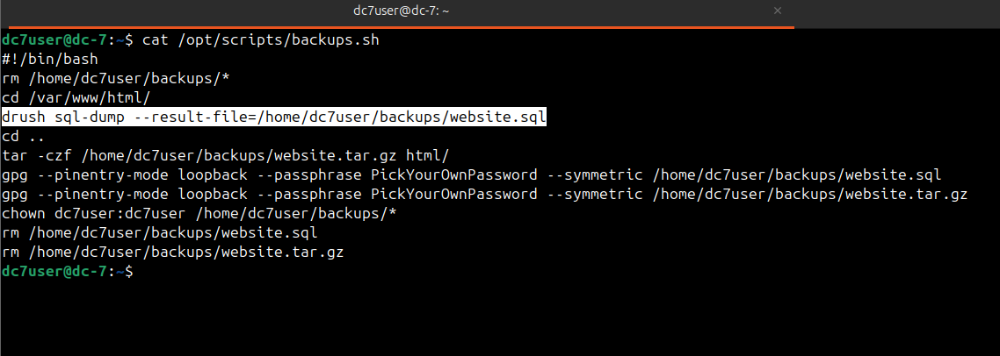 dc7user@dc-7: ~ ×
dc7user@dc-7:~$ cat /opt/scripts/backups.sh
#!/bin/bash
rm /home/dc7user/backups/*
cd /var/www/html/
drush sql-dump --result-file=/home/dc7user/backups/website.sql
cd ..
tar -czf /home/dc7user/backups/website.tar.gz html/
gpg --pinentry-mode loopback --passphrase PickYourOwnPassword --symmetric /home/dc7user/backups/website.sql
gpg --pinentry-mode loopback --passphrase PickYourOwnPassword --symmetric /home/dc7user/backups/website.tar.gz
chown dc7user:dc7user /home/dc7user/backups/*
rm /home/dc7user/backups/website.sql
rm /home/dc7user/backups/website.tar.gz
dc7user@dc-7:~$